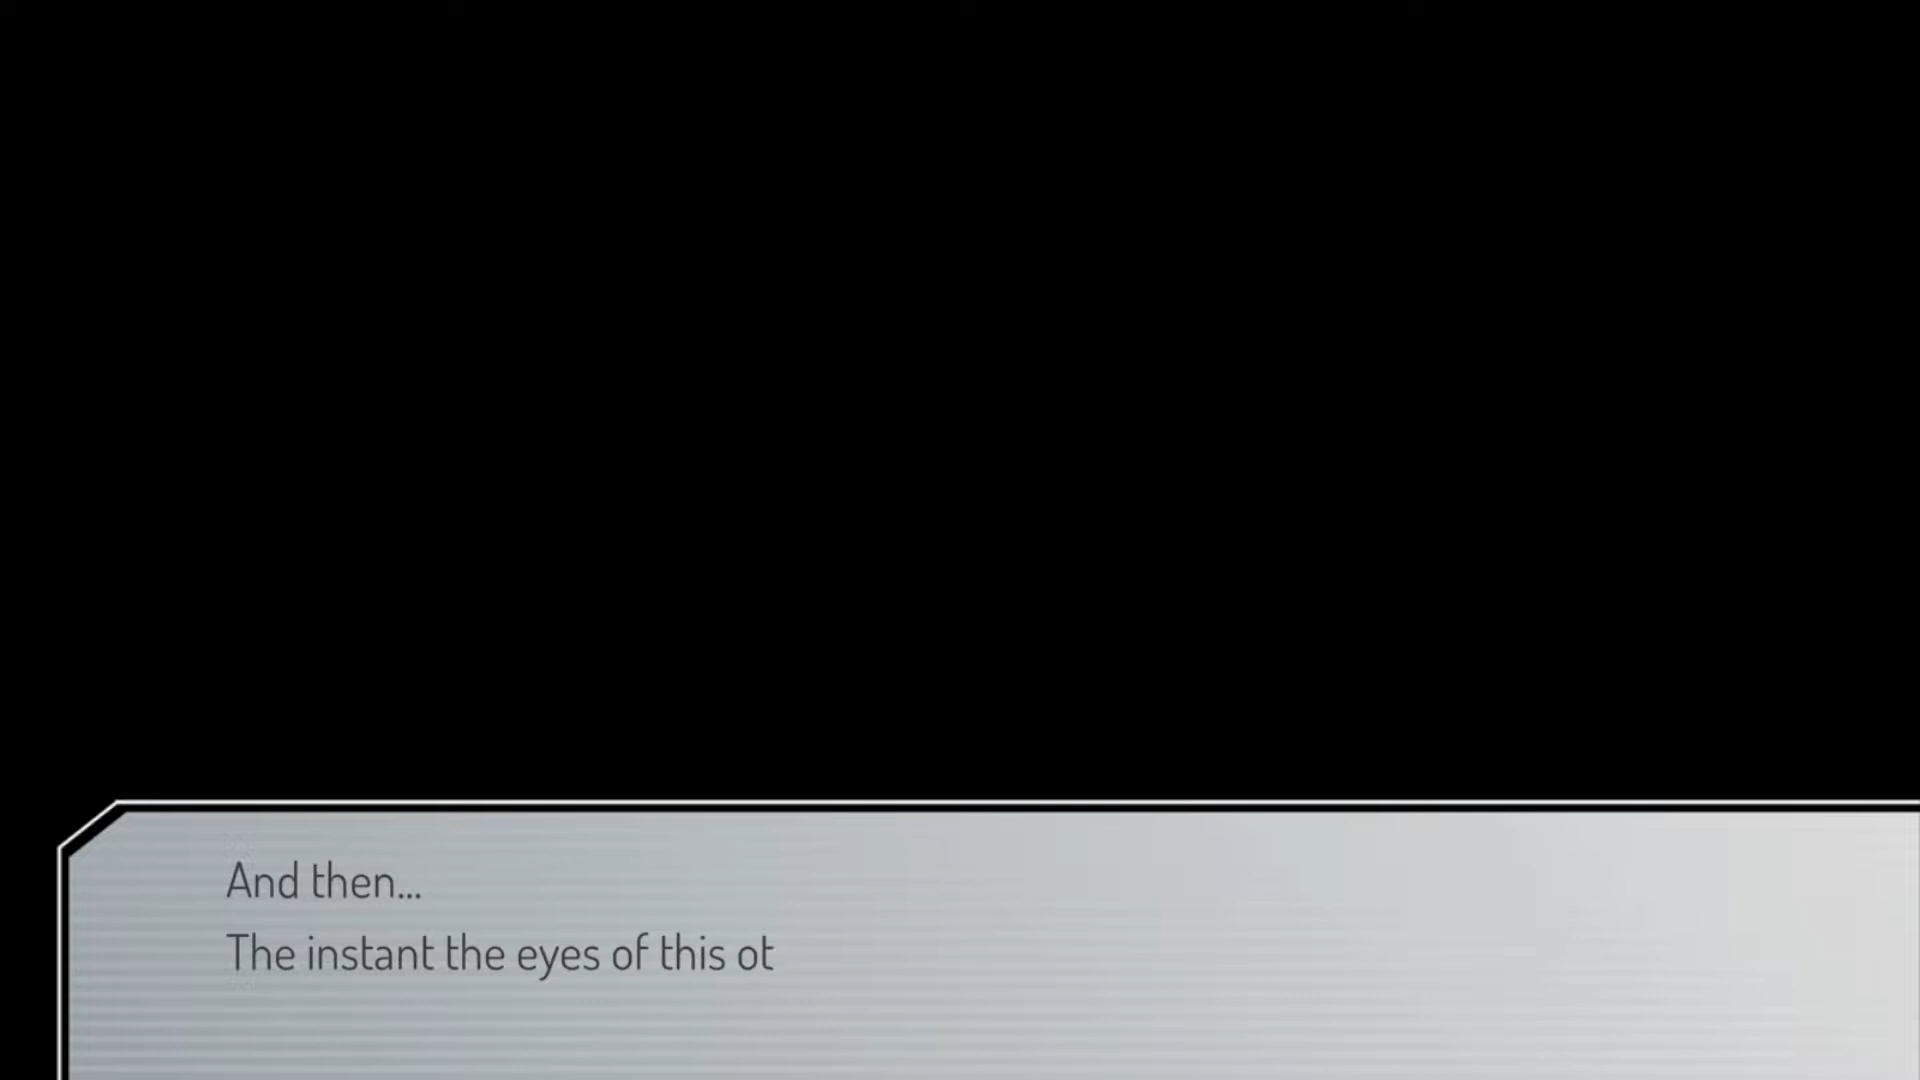 And then...
The instant the eyes of this ot